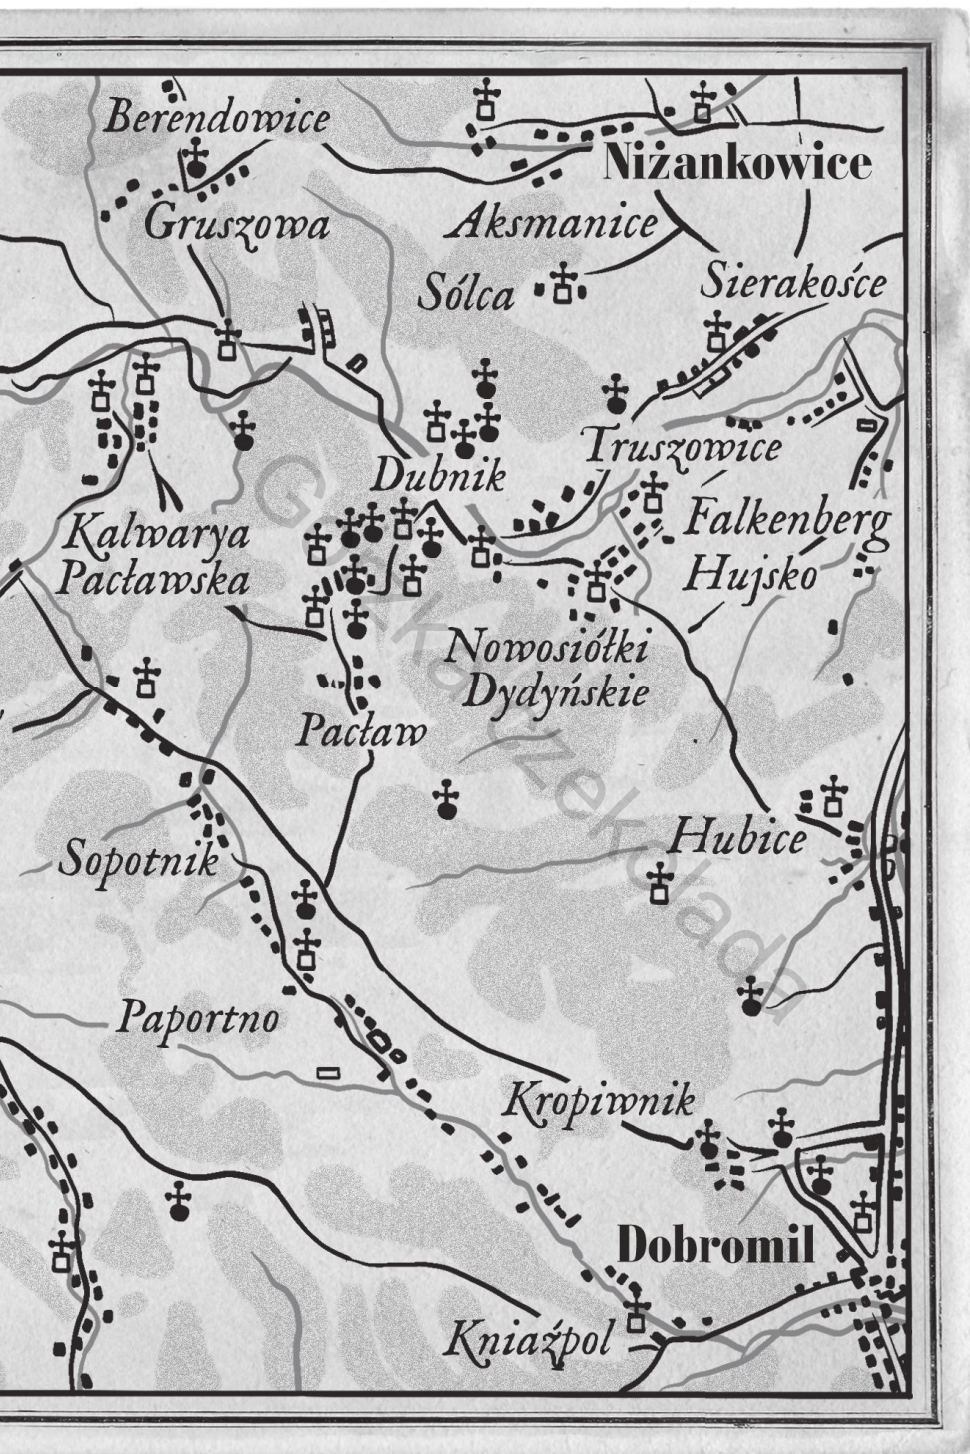 Berendowice
Niżankowice
Gruszowa
Aksmanice
Sólca
Sierakośce
Truszowice
Dubnik
Kalwarya
Pacławska
Falkenberg
Hujsko
Nowosiółki
Dydyńskie
Pacław
Hubice
Sopotnik
Paportno
Kropiwnik
Dobromil
Kniaźpol